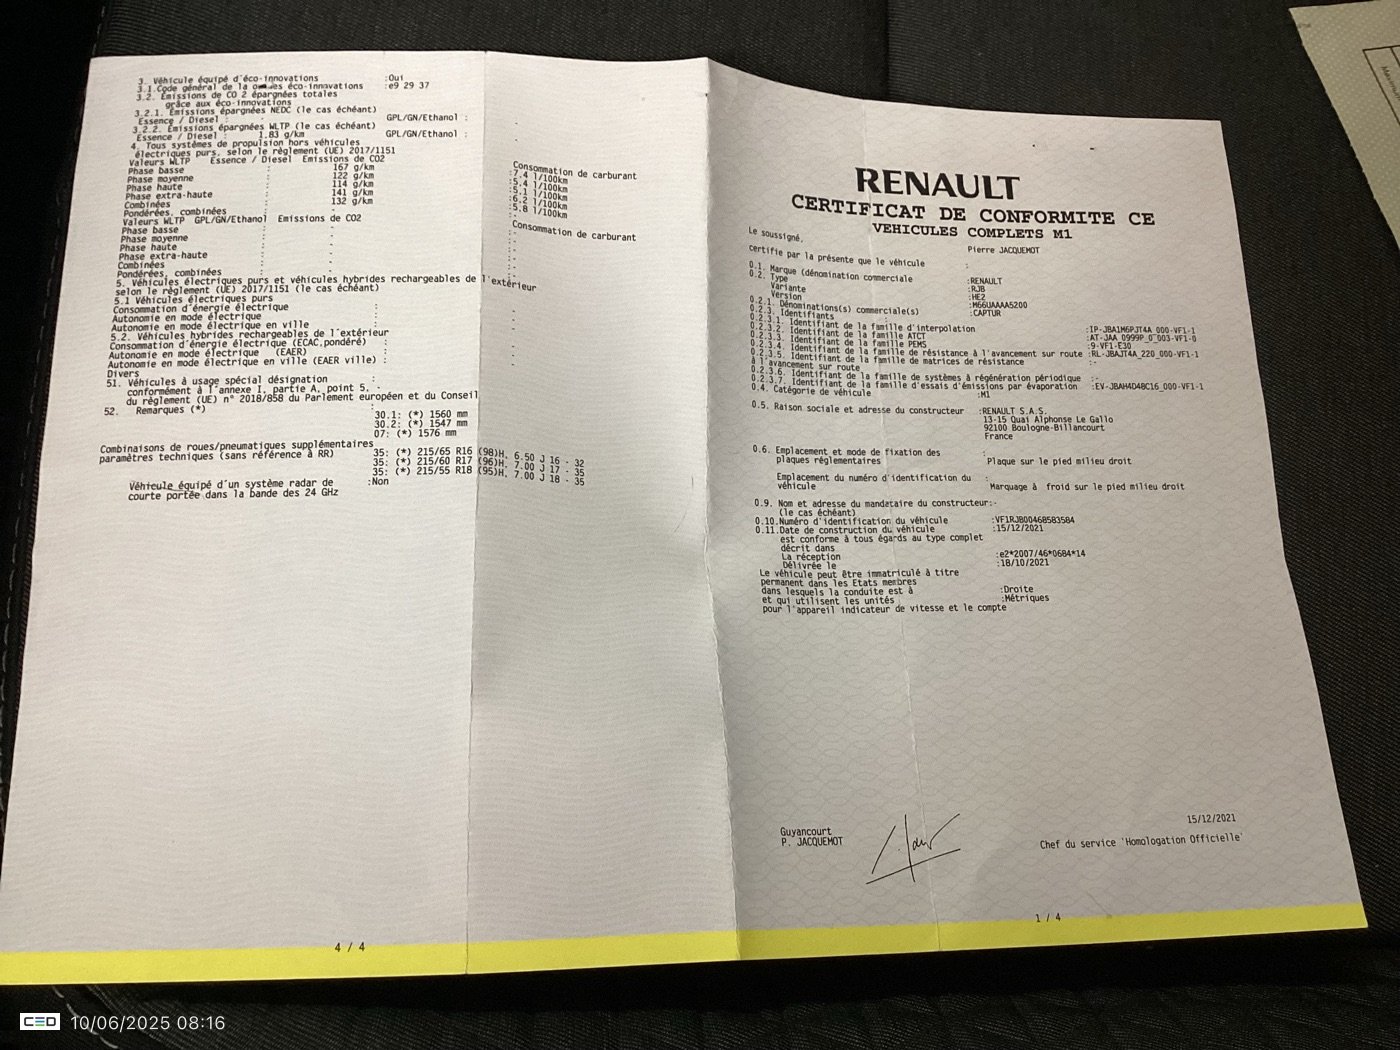 3. Véhicule équipé d'éco-innovations :Oui
3.1.Code général de la ou des éco-innovations :e9 29 37
3.2. Emissions de CO 2 épargnées totales
grâce aux éco-innovations
3.2.1. Emissions épargnées NEDC (le cas échéant)
Essence / Diesel : - GPL/GN/Ethanol : -
3.2.2. Emissions épargnées WLTP (le cas échéant)
Essence / Diesel : 1.83 g/km GPL/GN/Ethanol : -
4. Tous systèmes de propulsion hors véhicules
électriques purs, selon le règlement (UE) 2017/1151
Valeurs WLTP Essence / Diesel Emissions de CO2 Consommation de carburant
Phase basse : 167 g/km :7.4 l/100km
Phase moyenne : 122 g/km :5.4 l/100km
Phase haute : 114 g/km :5.1 l/100km
Phase extra-haute : 141 g/km :6.2 l/100km
Combinées : 132 g/km :5.8 l/100km
Pondérées, combinées : - :-
Valeurs WLTP GPL/GN/Ethanol Emissions de CO2 Consommation de carburant
Phase basse : - :-
Phase moyenne : - :-
Phase haute : - :-
Phase extra-haute : - :-
Combinées : - :-
Pondérées, combinées : - :-
5. Véhicules électriques purs et véhicules hybrides rechargeables de l'extérieur
selon le règlement (UE) 2017/1151 (le cas échéant)
5.1 Véhicules électriques purs
Consommation d'énergie électrique : -
Autonomie en mode électrique : -
Autonomie en mode électrique en ville : -
5.2. Véhicules hybrides rechargeables de l'extérieur
Consommation d'énergie électrique (ECAC,pondéré) : -
Autonomie en mode électrique (EAER) : -
Autonomie en mode électrique en ville (EAER ville) : -
Divers
51. Véhicules à usage spécial désignation :
conformément à l'annexe I, partie A, point 5, -
du règlement (UE) n° 2018/858 du Parlement européen et du Conseil
52. Remarques (*) :
30.1: (*) 1560 mm
30.2: (*) 1547 mm
07: (*) 1576 mm
Combinaisons de roues/pneumatiques supplémentaires
paramètres techniques (sans référence à RR)
35: (*) 215/65 R16 (98)H, 6.50 J 16 - 32
35: (*) 215/60 R17 (96)H, 7.00 J 17 - 35
35: (*) 215/55 R18 (95)H, 7.00 J 18 - 35
Véhicule équipé d'un système radar de :Non
courte portée dans la bande des 24 GHz
4 / 4
RENAULT
CERTIFICAT DE CONFORMITE CE
VEHICULES COMPLETS M1
Le soussigné, Pierre JACQUEMOT
certifie par la présente que le véhicule :
0.1. Marque (dénomination commerciale :RENAULT
0.2. Type :RJB
Variante :HE2
Version :M66UAAAA5200
0.2.1. Dénominations(s) commerciale(s) :CAPTUR
0.2.3. Identifiants :
0.2.3.1. Identifiant de la famille d'interpolation :IP-JBA1M6PJT4A_000-VF1-1
0.2.3.2. Identifiant de la famille ATCT :AT-JAA_0999P_0_003-VF1-0
0.2.3.3. Identifiant de la famille PEMS :9-VF1-E30
0.2.3.4. Identifiant de la famille de résistance à l'avancement sur route :RL-JBAJT4A_220_000-VF1-1
0.2.3.5. Identifiant de la famille de matrices de résistance :-
à l'avancement sur route
0.2.3.6. Identifiant de la famille de systèmes à régénération périodique :-
0.2.3.7. Identifiant de la famille d'essais d'émissions par évaporation :EV-JBAH4D48C16_000-VF1-1
0.4. Catégorie de véhicule :M1
0.5. Raison sociale et adresse du constructeur :RENAULT S.A.S.
13-15 Quai Alphonse Le Gallo
92100 Boulogne-Billancourt
France
0.6. Emplacement et mode de fixation des :
plaques réglementaires Plaque sur le pied milieu droit
Emplacement du numéro d'identification du :
véhicule Marquage à froid sur le pied milieu droit
0.9. Nom et adresse du mandataire du constructeur:-
(le cas échéant)
0.10.Numéro d'identification du véhicule :VF1RJB00468583584
0.11.Date de construction du véhicule :15/12/2021
est conforme à tous égards au type complet
décrit dans
La réception :e2*2007/46*0684*14
Délivrée le :18/10/2021
Le véhicule peut être immatriculé à titre
permanent dans les Etats membres
dans lesquels la conduite est à :Droite
et qui utilisent les unités :Métriques
pour l'appareil indicateur de vitesse et le compte
15/12/2021
Guyancourt
P. JACQUEMOT
Chef du service 'Homologation Officielle'
1 / 4
CED 10/06/2025 08:16